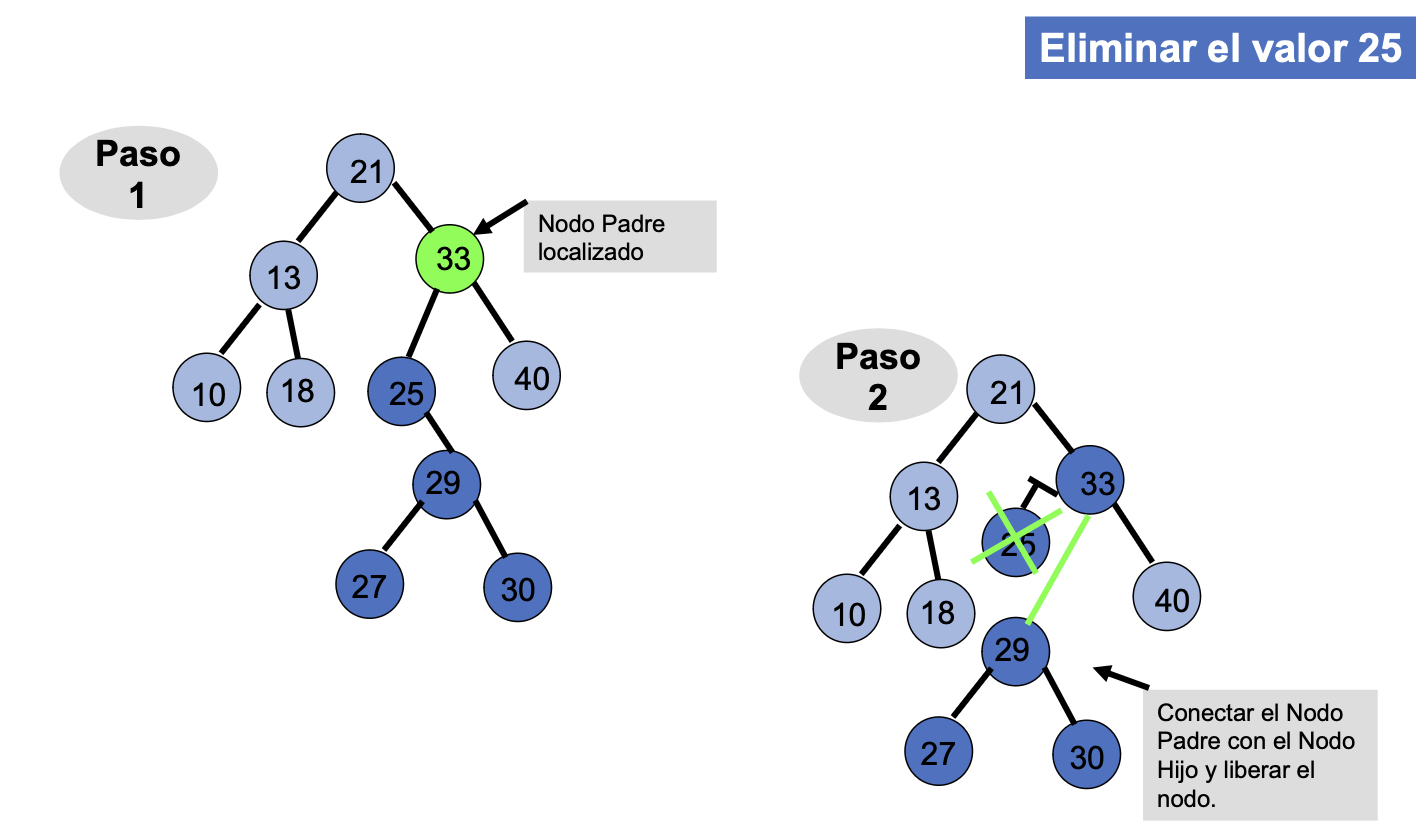 Eliminar el valor 25
Paso
1
21
Nodo Padre
localizado
33
13
10
18
25
40
29
27
30
Paso
2
21
13
33
25
10
18
40
29
27
30
Conectar el Nodo
Padre con el Nodo
Hijo y liberar el
nodo.